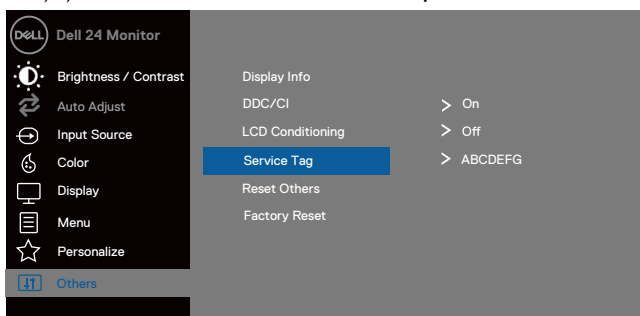 DELL Dell 24 Monitor
Brightness / Contrast
Auto Adjust
Input Source
Color
Display
Menu
Personalize
Others
Display Info
DDC/CI > On
LCD Conditioning > Off
Service Tag > ABCDEFG
Reset Others
Factory Reset